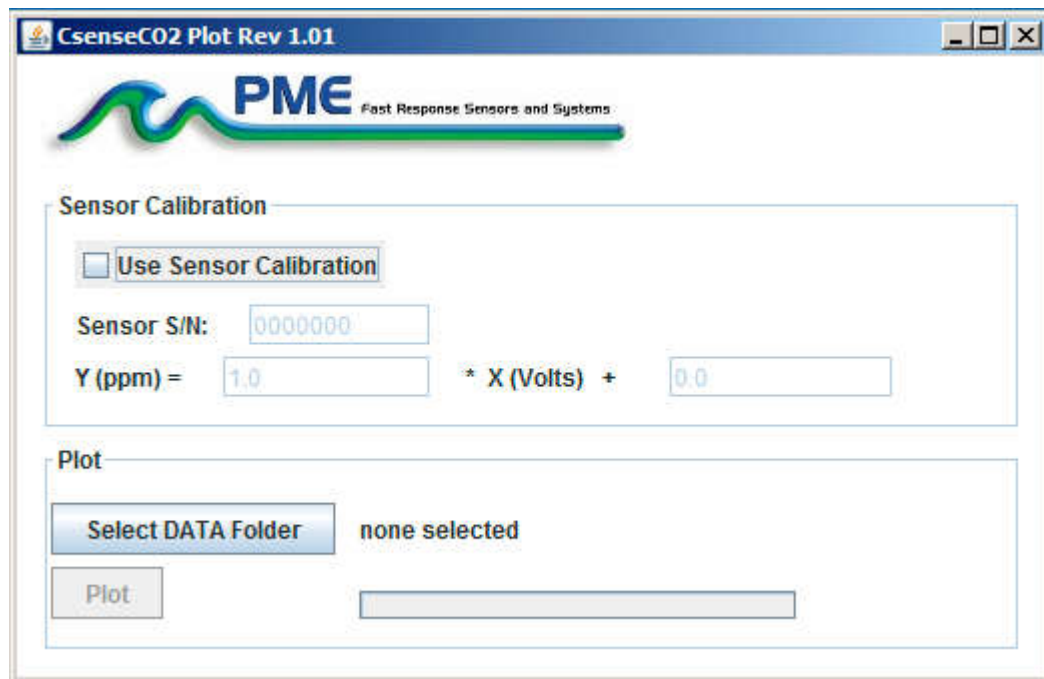 CsenseCO2 Plot Rev 1.01
PME Fast Response Sensors and Systems
Sensor Calibration
Use Sensor Calibration
Sensor S/N: 0000000
Y (ppm) = 1.0 * X (Volts) + 0.0
Plot
Select DATA Folder none selected
Plot